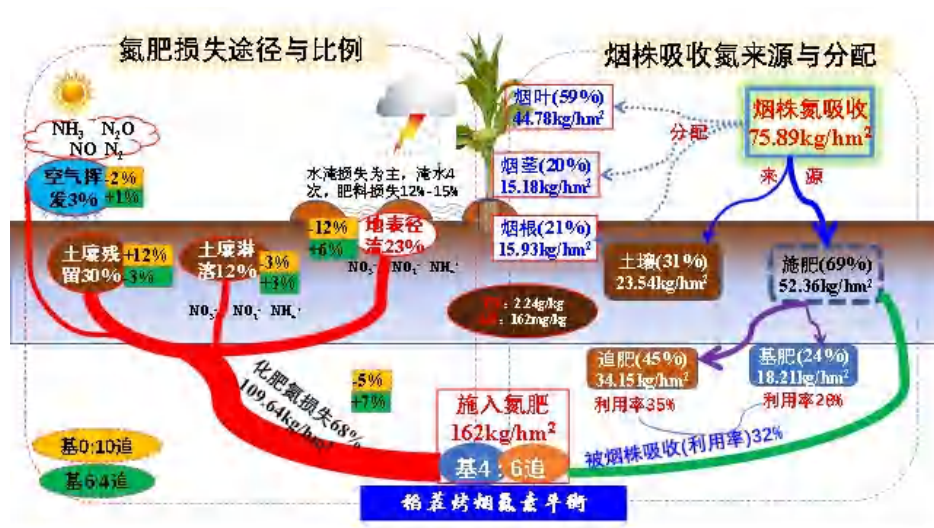 氮肥损失途径与比例
烟株吸收氮来源与分配
NH3 N2O
NO N2
空气挥
发3%
-2%
+1%
水淹损失为主，淹水4
次，肥料损失12%-15%
烟叶(59%)
44.78kg/hm2
烟茎(20%)
15.18kg/hm2
烟根(21%)
15.93kg/hm2
分配
烟株氮吸收
75.89kg/hm2
来 源
土壤残
留30%
+12%
-3%
土壤淋
溶12%
-3%
+3%
-12%
+6%
地表径
流23%
土壤(31%)
23.54kg/hm2
施肥(69%)
52.36kg/hm2
: 2.24g/kg
: 162mg/kg
追肥(45%)
34.15kg/hm2
利用率35%
基肥(24%)
18.21kg/hm2
利用率28%
化肥氮损失68%
109.64kg/hm2
-5%
+7%
施入氮肥
162kg/hm2
基4：6追
被烟株吸收(利用率)32%
基0:10追
基6:4追
稻茬烤烟氮素平衡